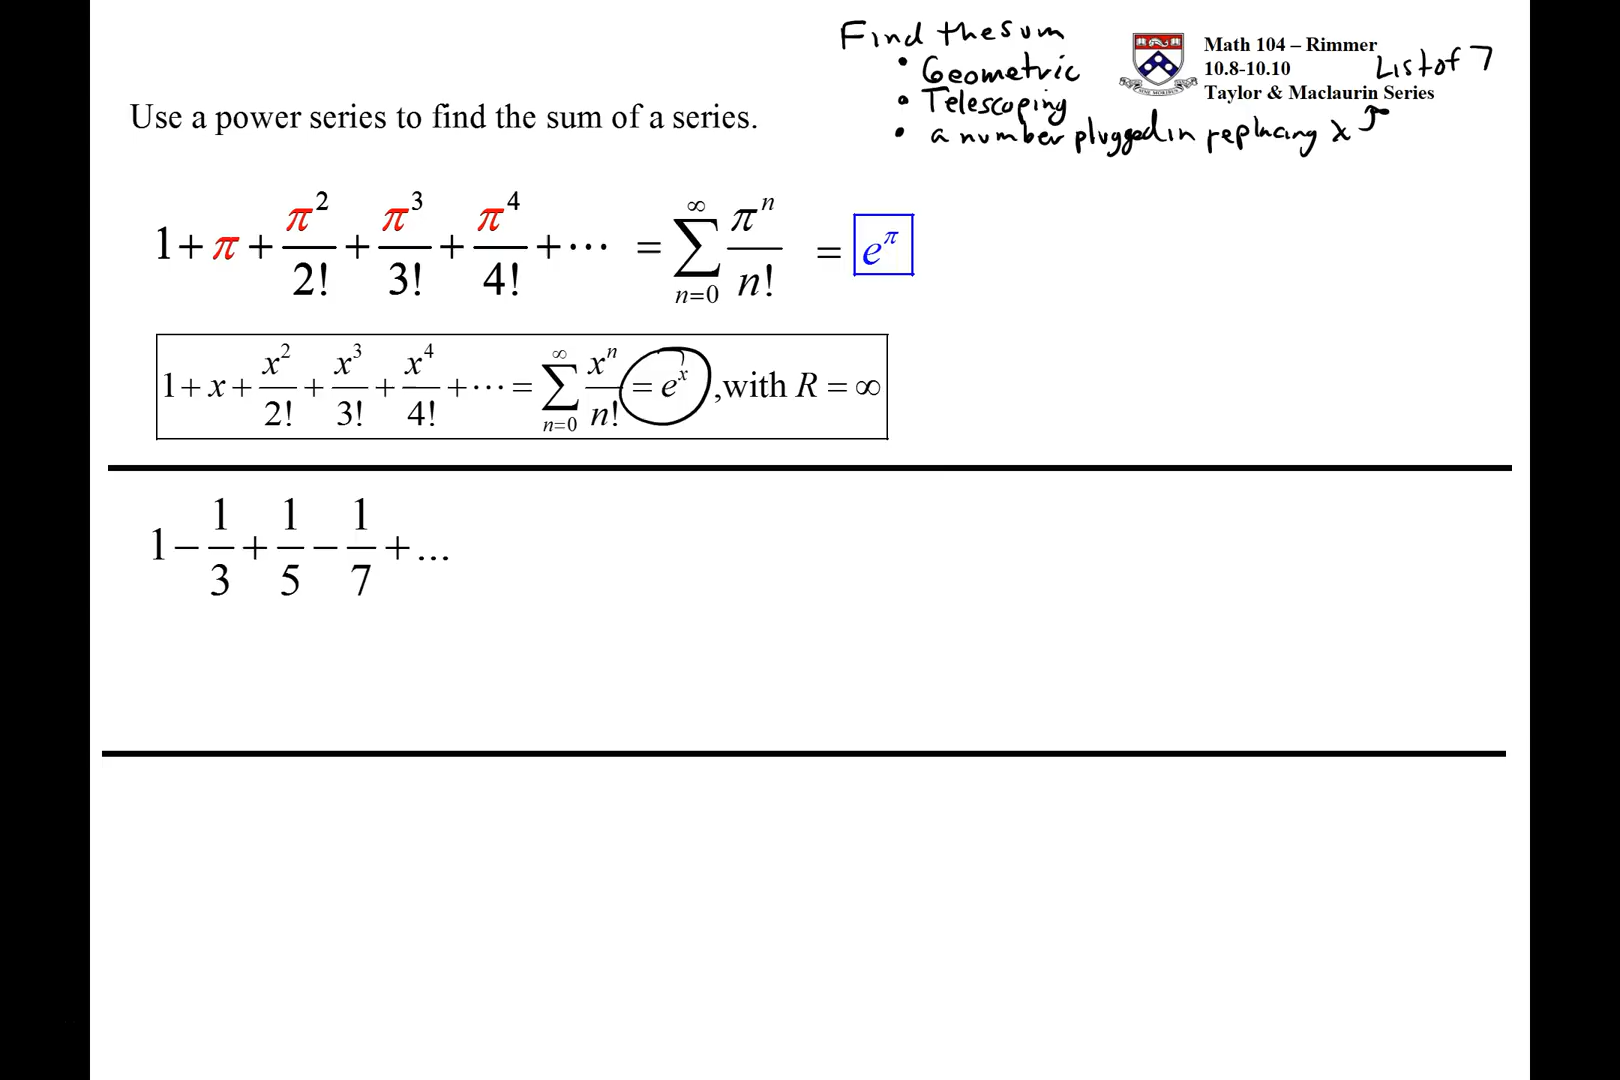 Find the sum
• Geometric
• Telescoping
• a number plugged in replacing x
Math 104 – Rimmer
10.8-10.10
Taylor & Maclaurin Series
List of 7
Use a power series to find the sum of a series.
1 + π + π²/2! + π³/3! + π⁴/4! + ⋯ = ∑_{n=0}^{∞} πⁿ/n! = e^π
1 + x + x²/2! + x³/3! + x⁴/4! + ⋯ = ∑_{n=0}^{∞} xⁿ/n! = e^x, with R = ∞
1 − 1/3 + 1/5 − 1/7 + ...